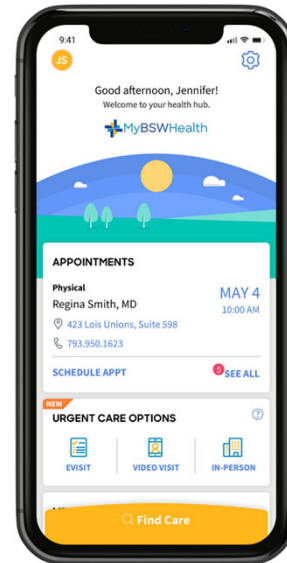 9:41
JS
Good afternoon, Jennifer!
Welcome to your health hub.
MyBSWHealth
APPOINTMENTS
Physical
Regina Smith, MD
MAY 4
10:00 AM
423 Lois Unions, Suite 598
793.950.1623
SCHEDULE APPT
5
SEE ALL
NEW
URGENT CARE OPTIONS
?
EVISIT
VIDEO VISIT
IN-PERSON
Find Care